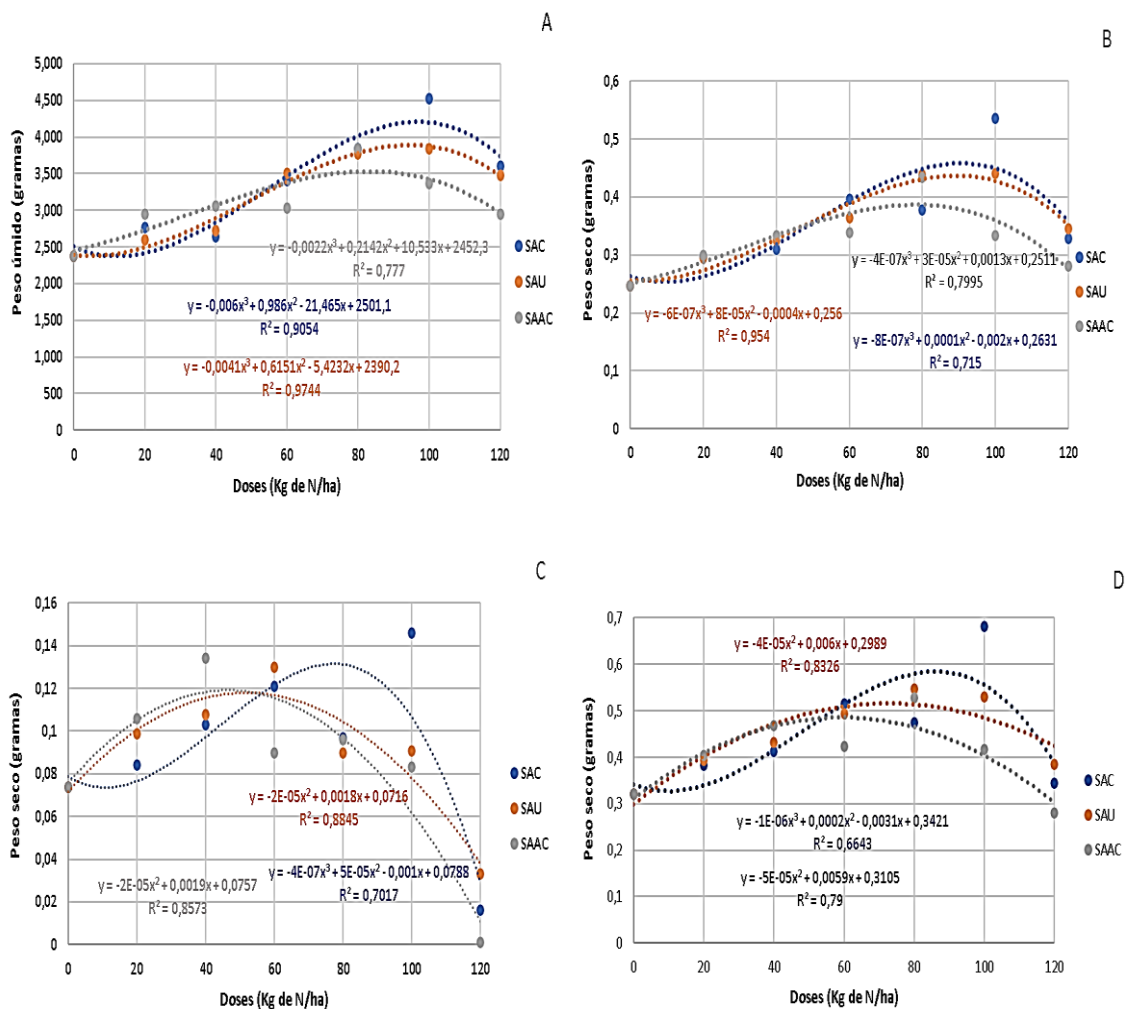 A
Peso úmido (gramas)
5,000
4,500
4,000
3,500
3,000
2,500
2,000
1,500
1,000
500
0
y = -0,0022x³ + 0,2142x² + 10,533x + 2452,3
R² = 0,777
y = -0,006x³ + 0,986x² - 21,465x + 2501,1
R² = 0,9054
y = -0,0041x³ + 0,6151x² - 5,4232x + 2390,2
R² = 0,9744
SAC
SAU
SAAC
0 20 40 60 80 100 120
Doses (Kg de N/ha)
B
Peso seco (gramas)
0,6
0,5
0,4
0,3
0,2
0,1
0
y = -4E-07x³ + 3E-05x² + 0,0013x + 0,2511
R² = 0,7995
y = -6E-07x³ + 8E-05x² - 0,0004x + 0,256
R² = 0,954
y = -8E-07x³ + 0,0001x² - 0,002x + 0,2631
R² = 0,715
SAC
SAU
SAAC
0 20 40 60 80 100 120
Doses (Kg de N/ha)
C
Peso seco (gramas)
0,16
0,14
0,12
0,1
0,08
0,06
0,04
0,02
0
y = -2E-05x² + 0,0018x + 0,0716
R² = 0,8845
y = -4E-07x³ + 5E-05x² - 0,001x + 0,0788
R² = 0,7017
y = -2E-05x² + 0,0019x + 0,0757
R² = 0,8573
SAC
SAU
SAAC
0 20 40 60 80 100 120
Doses (Kg de N/ha)
D
Peso seco (gramas)
0,7
0,6
0,5
0,4
0,3
0,2
0,1
0
y = -4E-05x² + 0,006x + 0,2989
R² = 0,8326
y = -1E-06x³ + 0,0002x² - 0,0031x + 0,3421
R² = 0,6643
y = -5E-05x² + 0,0059x + 0,3105
R² = 0,79
SAC
SAU
SAAC
0 20 40 60 80 100 120
Doses (Kg de N/ha)